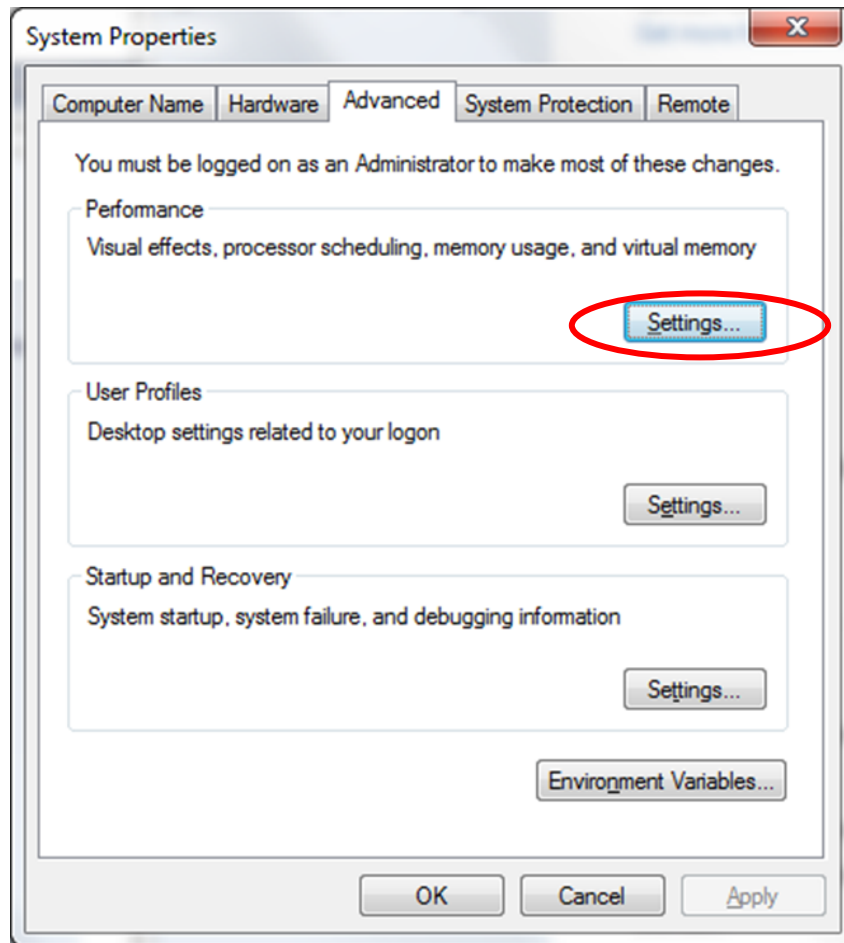 System Properties
Computer Name Hardware Advanced System Protection Remote
You must be logged on as an Administrator to make most of these changes.
Performance
Visual effects, processor scheduling, memory usage, and virtual memory
Settings...
User Profiles
Desktop settings related to your logon
Settings...
Startup and Recovery
System startup, system failure, and debugging information
Settings...
Environment Variables...
OK Cancel Apply